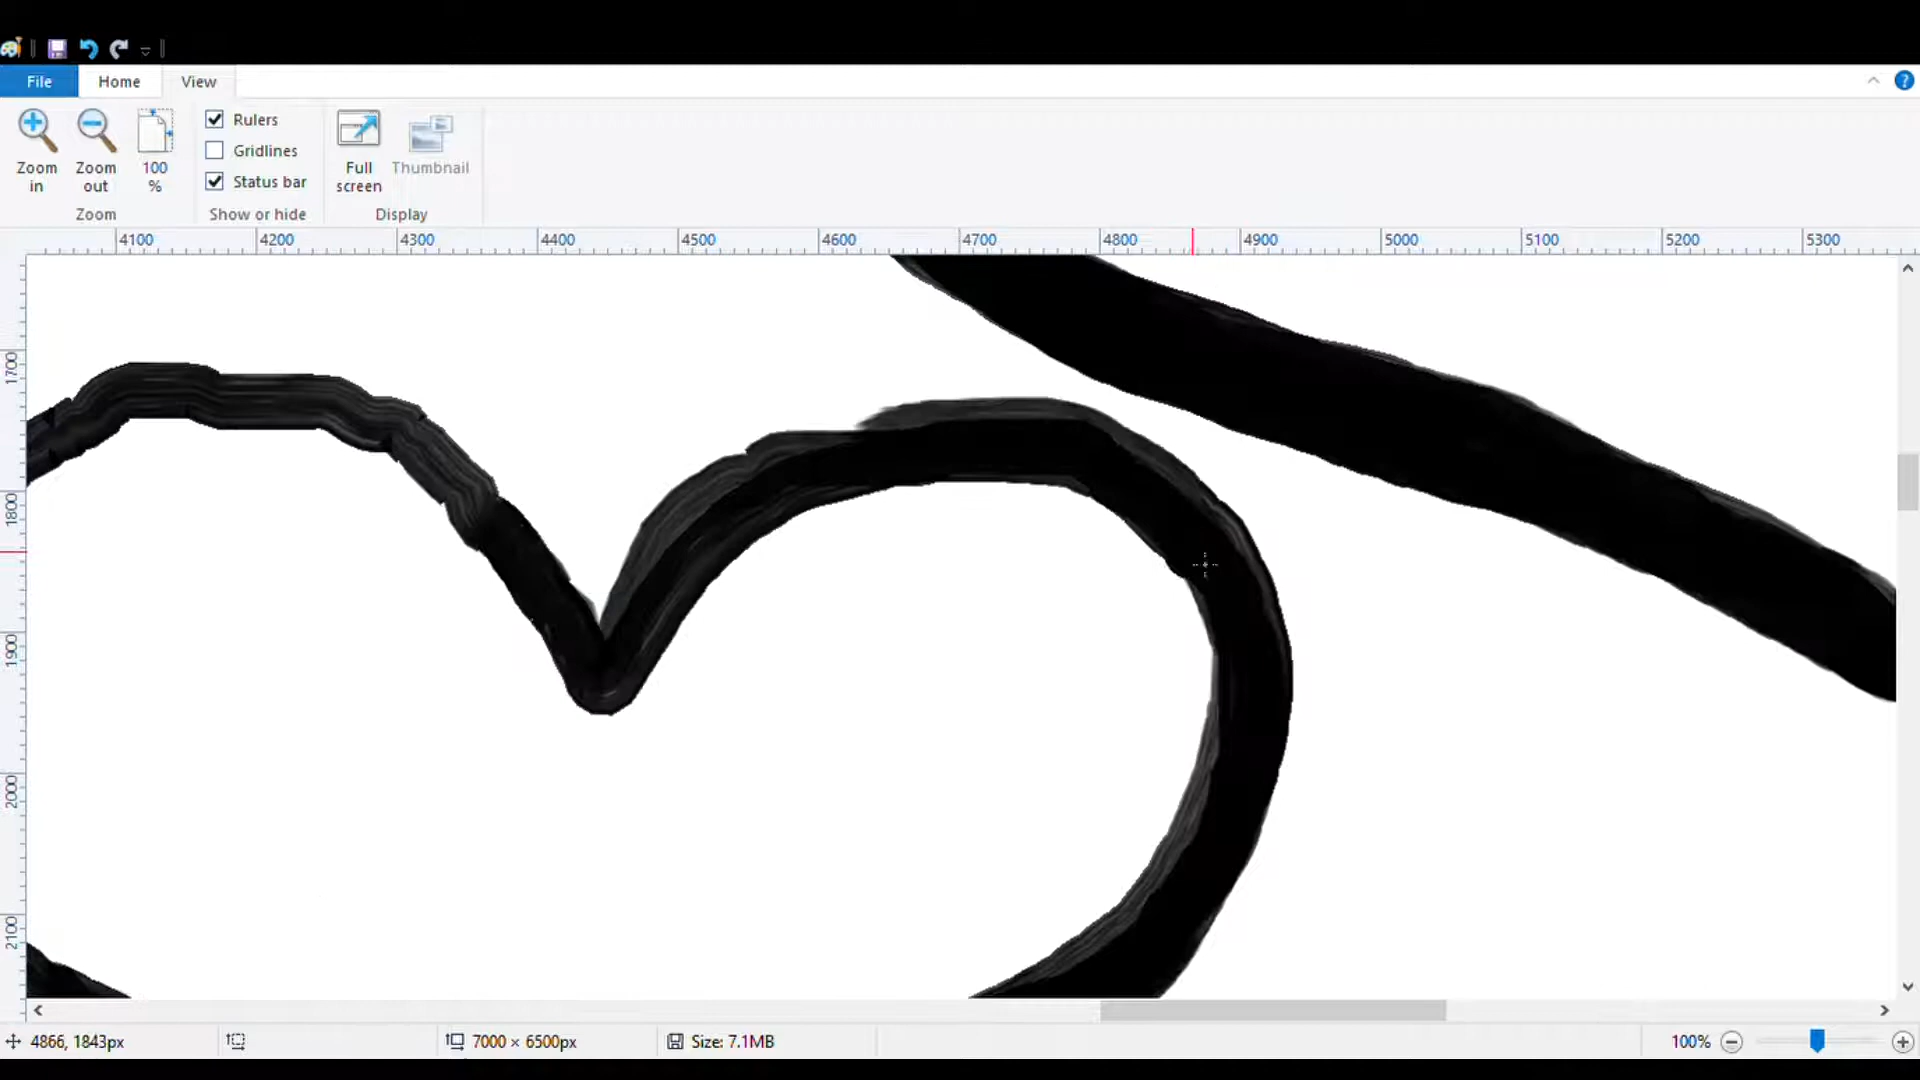 File Home View
Zoom in
Zoom out
100 %
Zoom
Rulers
Gridlines
Status bar
Show or hide
Full screen
Thumbnail
Display
4100 4200 4300 4400 4500 4600 4700 4800 4900 5000 5100 5200 5300
1700
1800
1900
2000
2100
4866, 1843px 7000 × 6500px Size: 7.1MB 100%